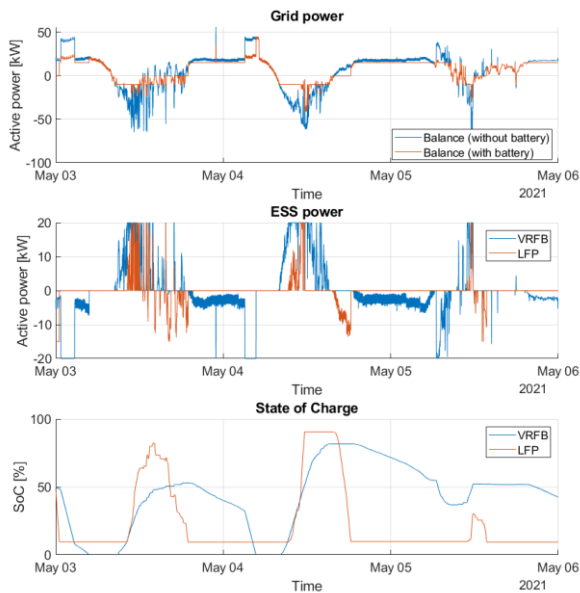 Grid power
50
0
-50
-100
Active power [kW]
Balance (without battery)
Balance (with battery)
May 03
May 04
May 05
May 06
Time
2021
ESS power
20
10
0
-10
-20
Active power [kW]
VRFB
LFP
May 03
May 04
May 05
May 06
Time
2021
State of Charge
100
50
0
SoC [%]
VRFB
LFP
May 03
May 04
May 05
May 06
Time
2021